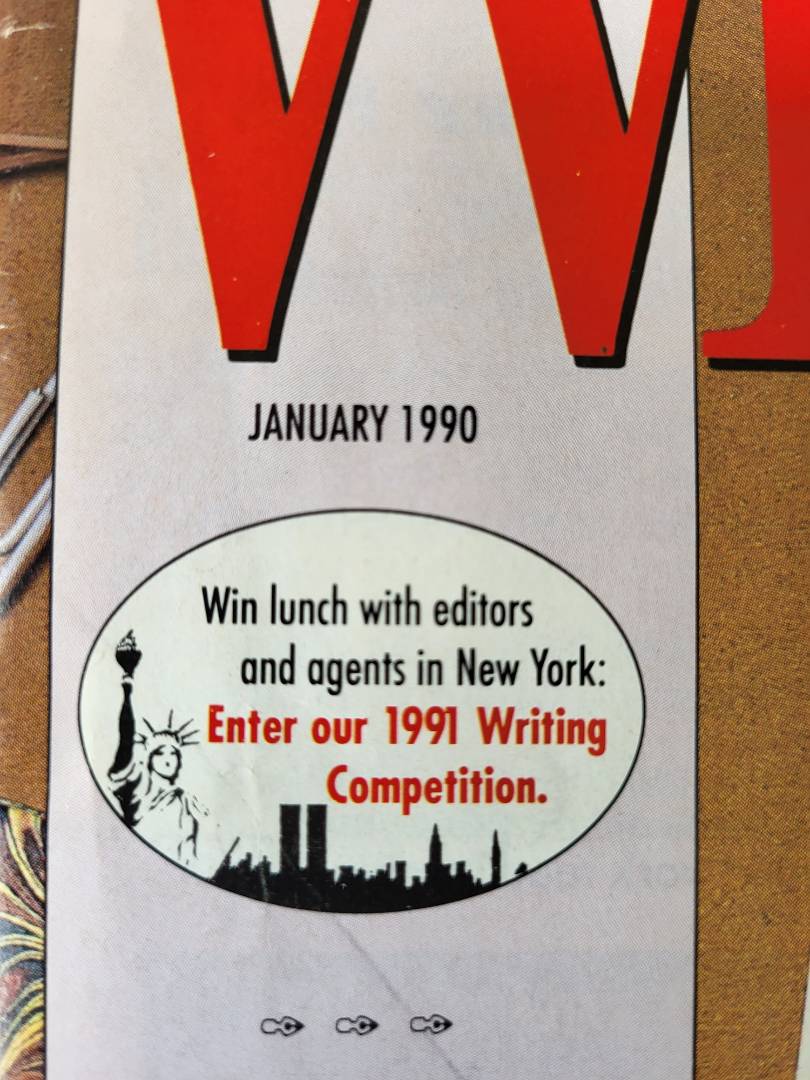 W
JANUARY 1990
Win lunch with editors
and agents in New York:
Enter our 1991 Writing
Competition.